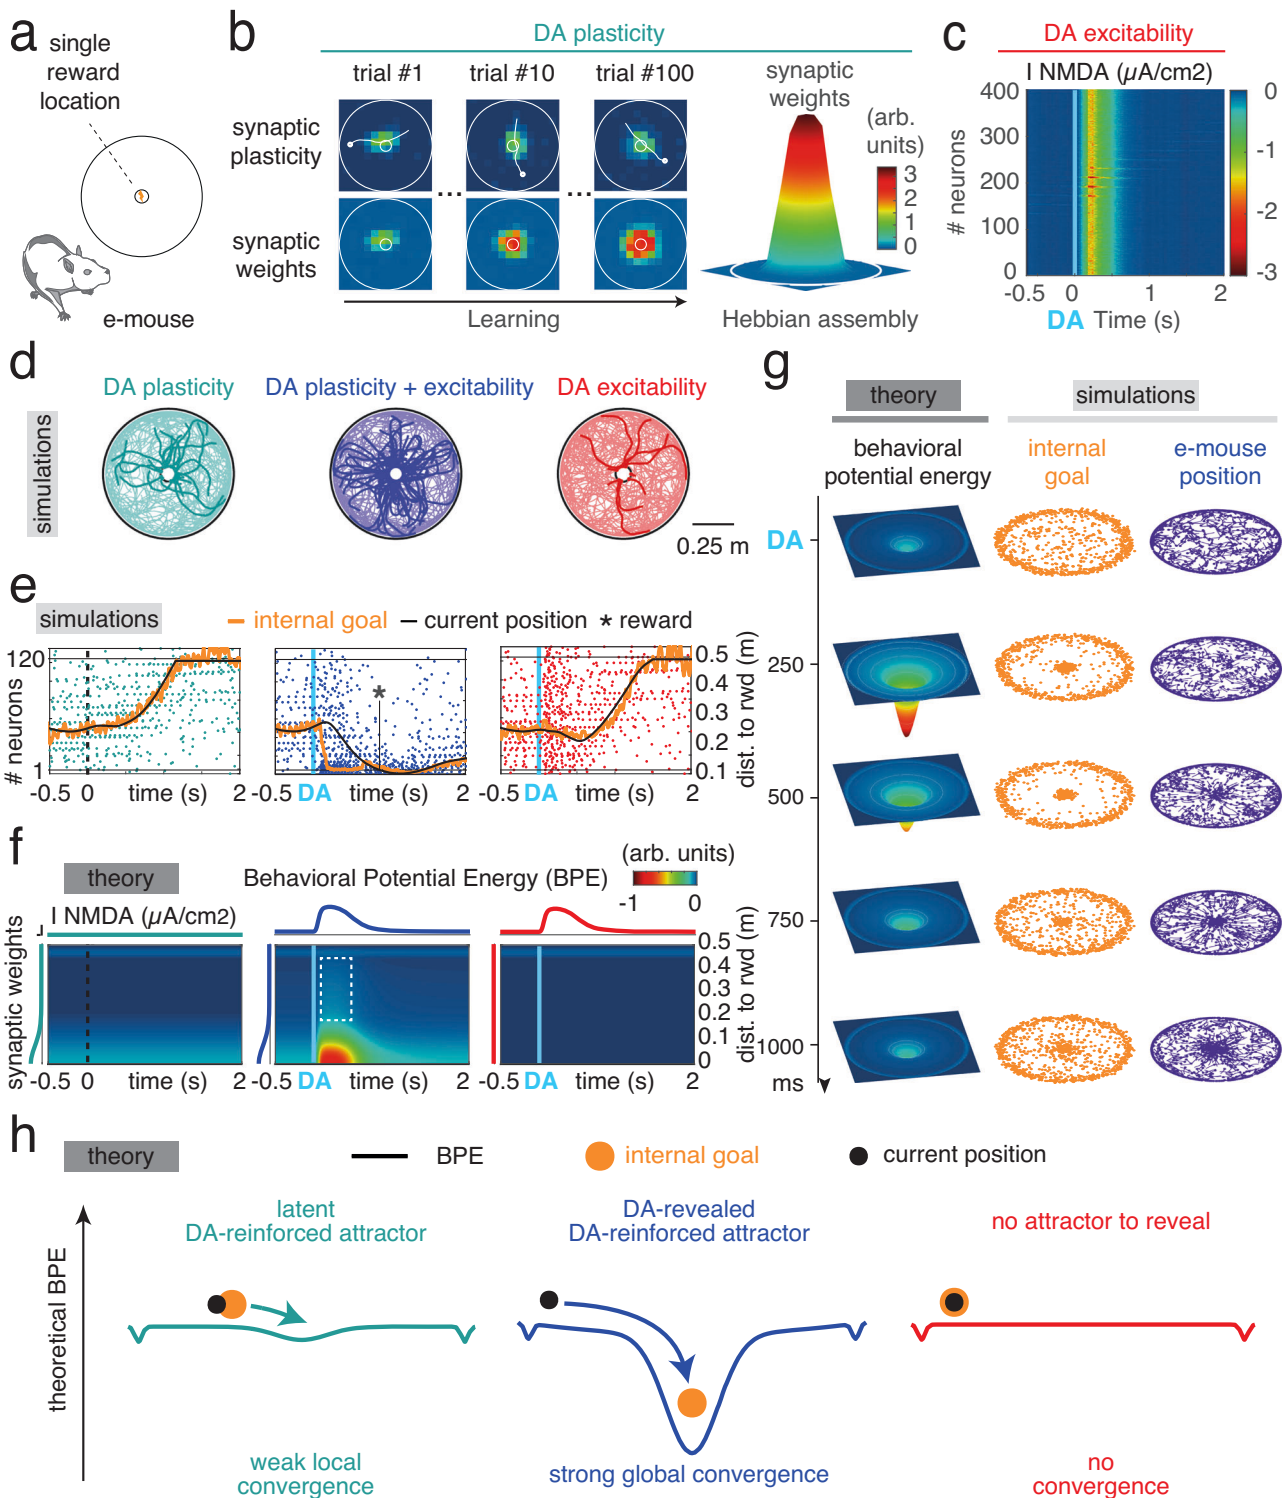 a
single
reward
location
e-mouse
b
DA plasticity
trial #1
trial #10
trial #100
synaptic
plasticity
...
...
synaptic
weights
Learning
synaptic
weights
(arb.
units)
3
2
1
0
Hebbian assembly
c
DA excitability
I NMDA (µA/cm2)
# neurons
400
300
200
100
0
0
-1
-2
-3
-0.5
0
1
2
DA Time (s)
d
simulations
DA plasticity
DA plasticity + excitability
DA excitability
0.25 m
e
simulations
internal goal
current position
* reward
# neurons
120
1
*
0.5
0.4
0.3
0.2
0.1
dist. to rwd (m)
-0.5 0 time (s) 2
-0.5 DA time (s) 2
-0.5 DA time (s) 2
f
theory
Behavioral Potential Energy (BPE)
(arb. units)
-1
0
I NMDA (µA/cm2)
synaptic weights
0.5
0.4
0.3
0.2
0.1
0
dist. to rwd (m)
-0.5 0 time (s) 2
-0.5 DA time (s) 2
-0.5 DA time (s) 2
g
theory
simulations
behavioral
potential energy
internal
goal
e-mouse
position
DA
250
500
750
1000
ms
h
theory
BPE
internal goal
current position
theoretical BPE
latent
DA-reinforced attractor
DA-revealed
DA-reinforced attractor
no attractor to reveal
weak local
convergence
strong global convergence
no
convergence